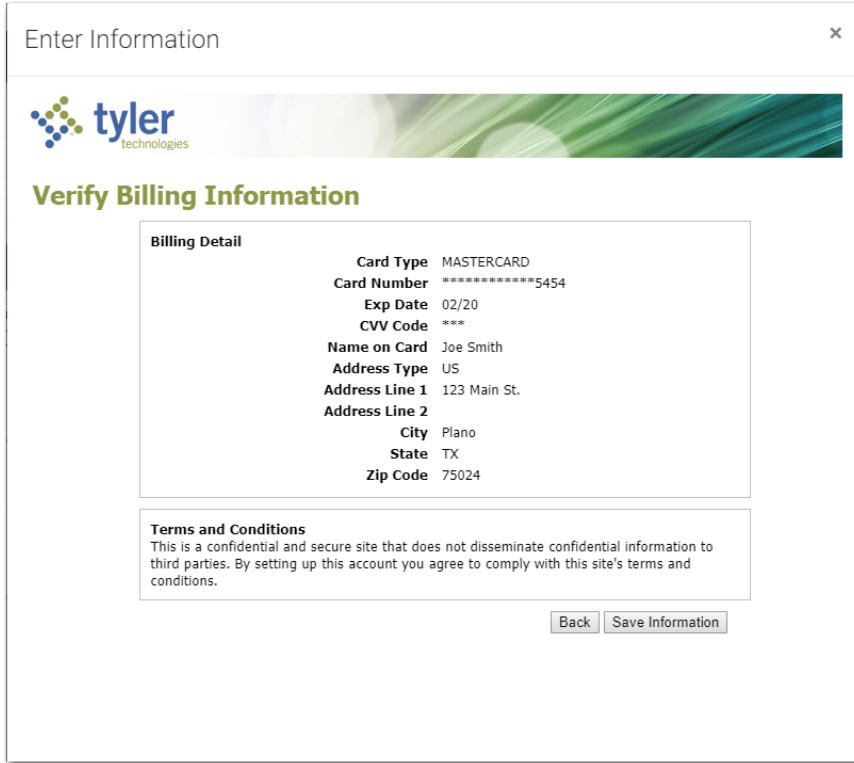 Enter Information ×
tyler
technologies
Verify Billing Information
Billing Detail
Card Type MASTERCARD
Card Number ************5454
Exp Date 02/20
CVV Code ***
Name on Card Joe Smith
Address Type US
Address Line 1 123 Main St.
Address Line 2
City Plano
State TX
Zip Code 75024
Terms and Conditions
This is a confidential and secure site that does not disseminate confidential information to
third parties. By setting up this account you agree to comply with this site's terms and
conditions.
Back Save Information